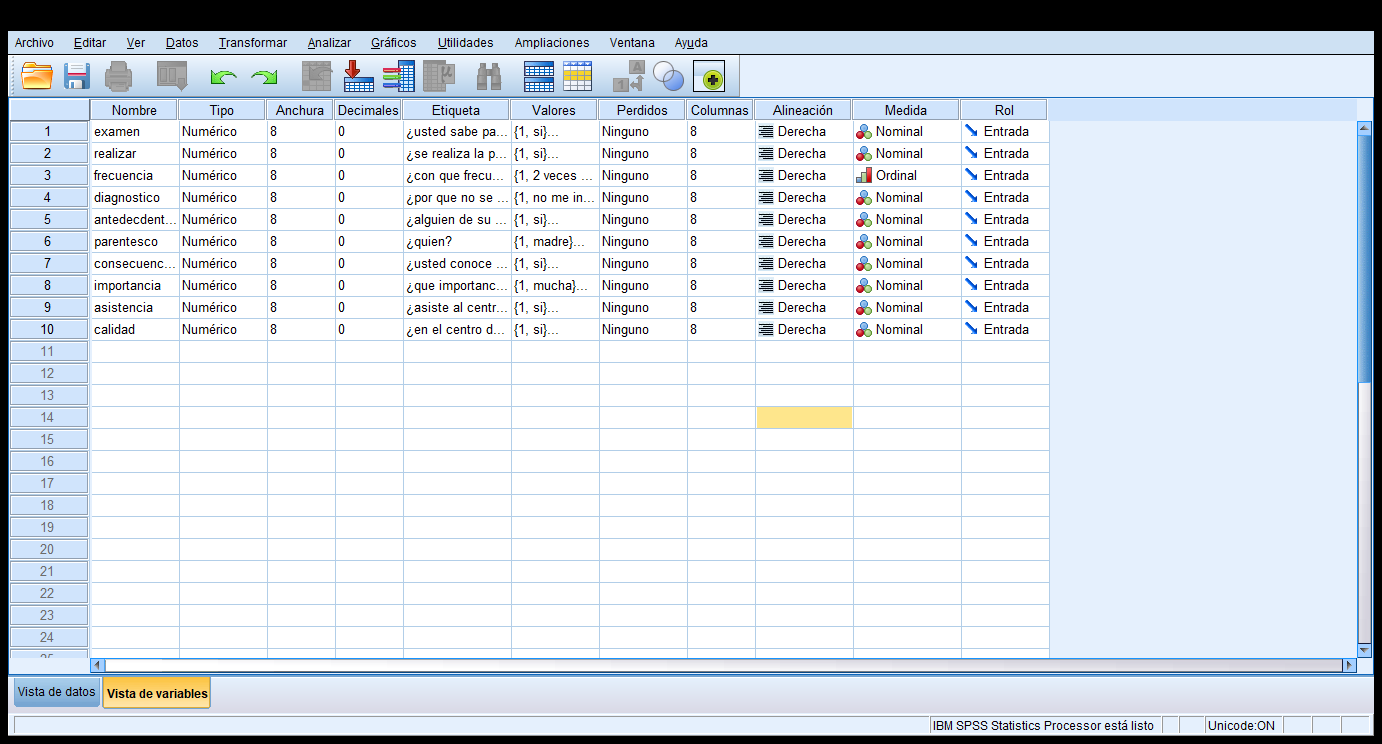 Archivo Editar Ver Datos Transformar Analizar Gráficos Utilidades Ampliaciones Ventana Ayuda
Nombre Tipo Anchura Decimales Etiqueta Valores Perdidos Columnas Alineación Medida Rol
1 examen Numérico 8 0 ¿usted sabe pa... {1, si}... Ninguno 8 Derecha Nominal Entrada
2 realizar Numérico 8 0 ¿se realiza la p... {1, si}... Ninguno 8 Derecha Nominal Entrada
3 frecuencia Numérico 8 0 ¿con que frecu... {1, 2 veces ... Ninguno 8 Derecha Ordinal Entrada
4 diagnostico Numérico 8 0 ¿por que no se ... {1, no me in... Ninguno 8 Derecha Nominal Entrada
5 antedecdent... Numérico 8 0 ¿alguien de su ... {1, si}... Ninguno 8 Derecha Nominal Entrada
6 parentesco Numérico 8 0 ¿quien? {1, madre}... Ninguno 8 Derecha Nominal Entrada
7 consecuenc... Numérico 8 0 ¿usted conoce ... {1, si}... Ninguno 8 Derecha Nominal Entrada
8 importancia Numérico 8 0 ¿que importanc... {1, mucha}... Ninguno 8 Derecha Nominal Entrada
9 asistencia Numérico 8 0 ¿asiste al centr... {1, si}... Ninguno 8 Derecha Nominal Entrada
10 calidad Numérico 8 0 ¿en el centro d... {1, si}... Ninguno 8 Derecha Nominal Entrada
11
12
13
14
15
16
17
18
19
20
21
22
23
24
Vista de datos Vista de variables
IBM SPSS Statistics Processor está listo Unicode:ON